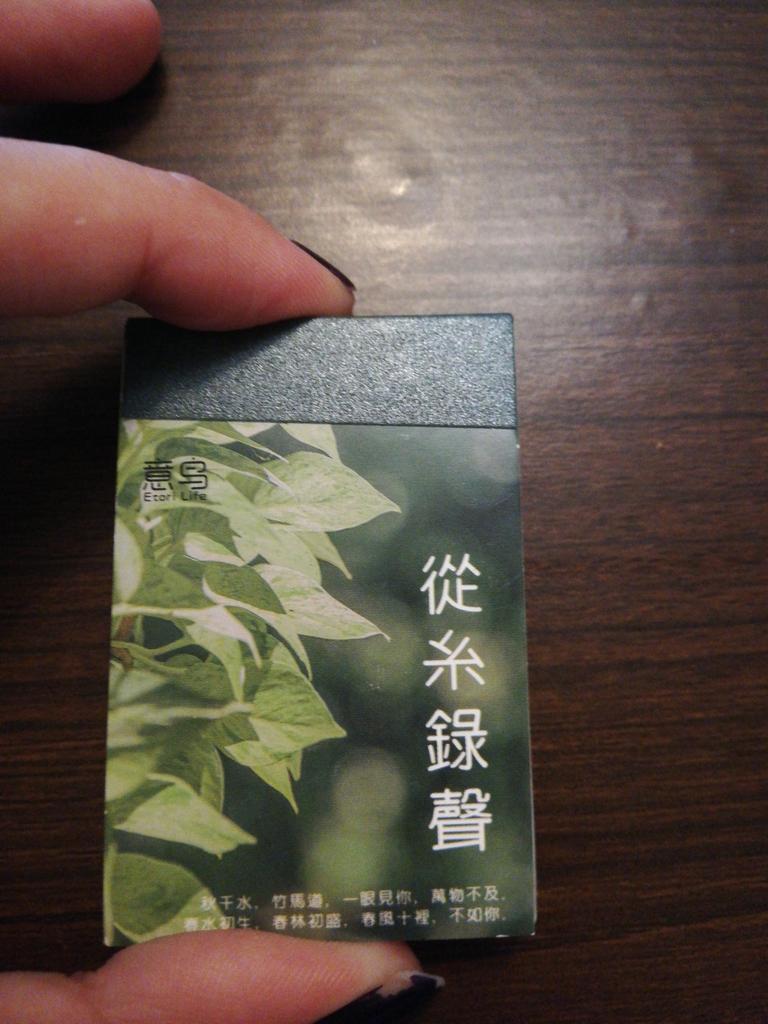 意鸟
Etori Life
從糸錄聲
秋千水，竹馬道，一眼見你，萬物不及。
春水初生，春林初盛，春風十裡，不如你。